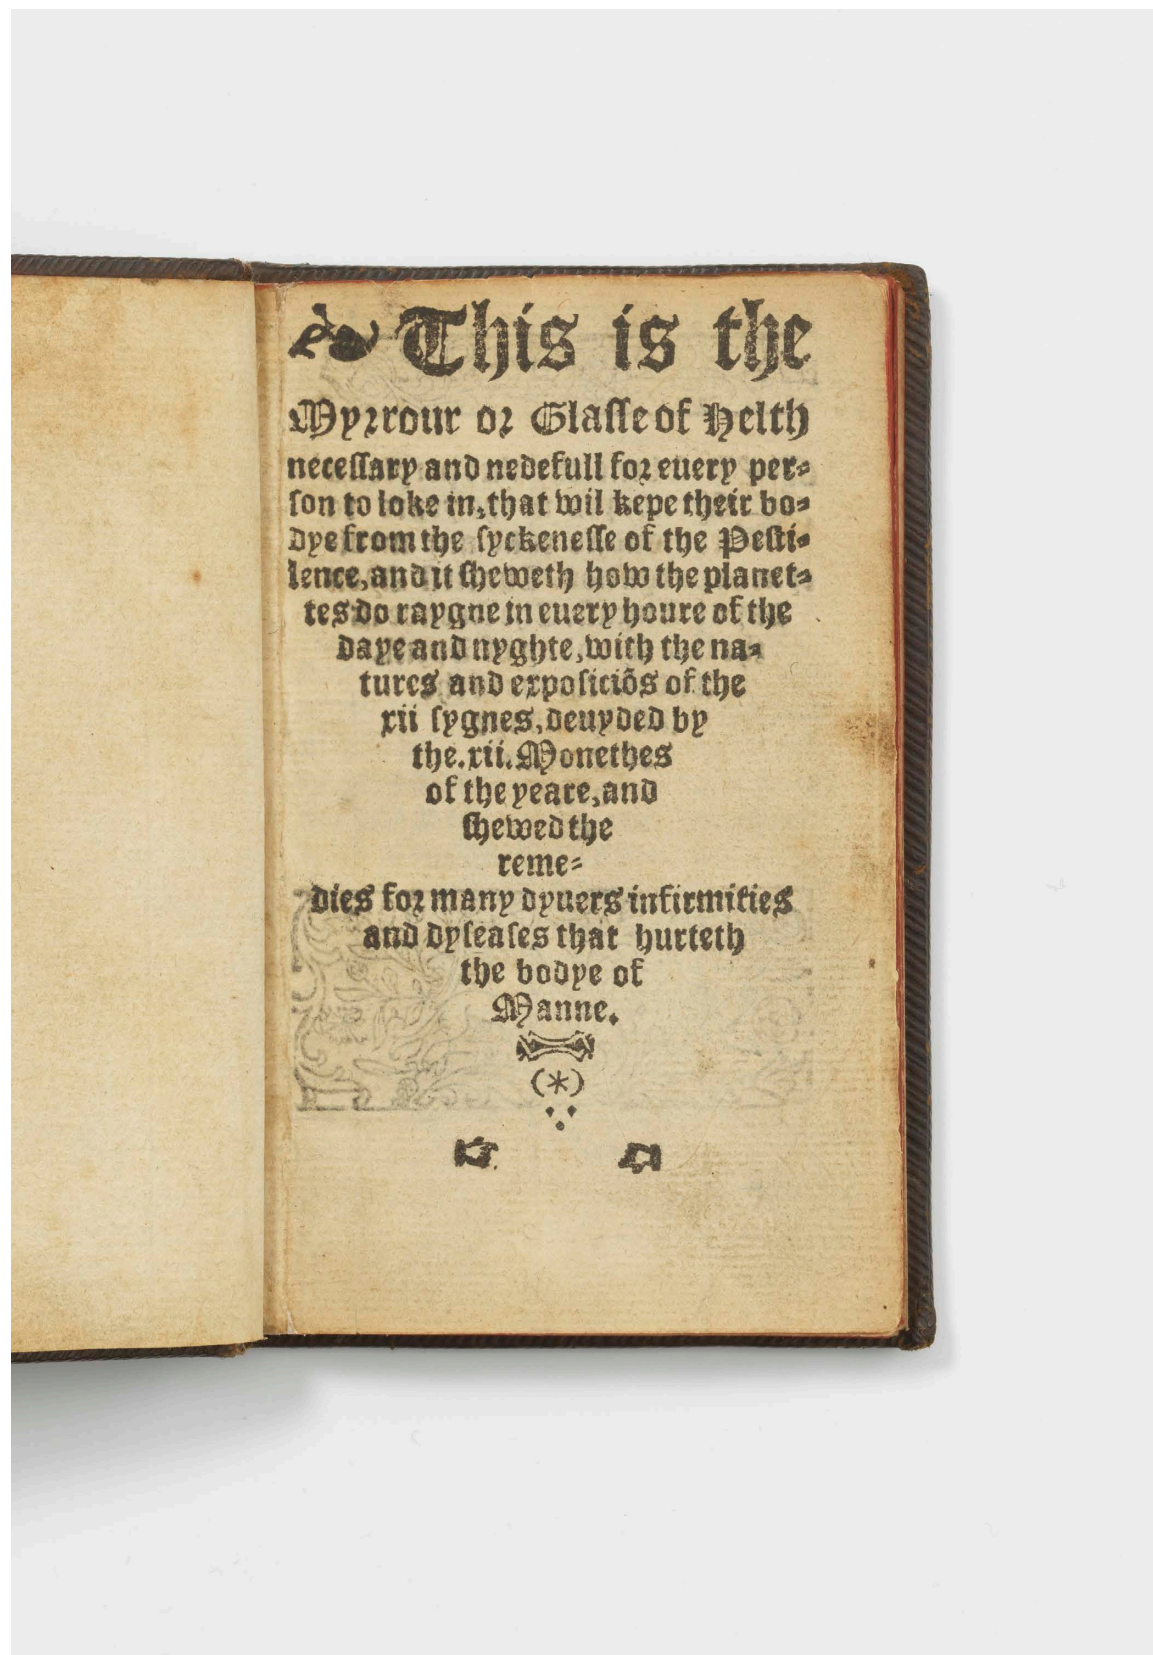 ❧ This is the
Myrrour or Glasse of Helth
necessary and nedefull for euery per=
son to loke in, that wil kepe their bo=
dye from the syckenesse of the Pesti=
lence, and it sheweth how the planet=
tes do raygne in euery houre of the
daye and nyghte, with the na=
tures and exposiciõs of the
xii sygnes, deuyded by
the .xii. Monethes
of the yeare, and
shewed the
reme=
dies for many dyuers infirmities
and dyseases that hurteth
the bodye of
Manne.
(*)